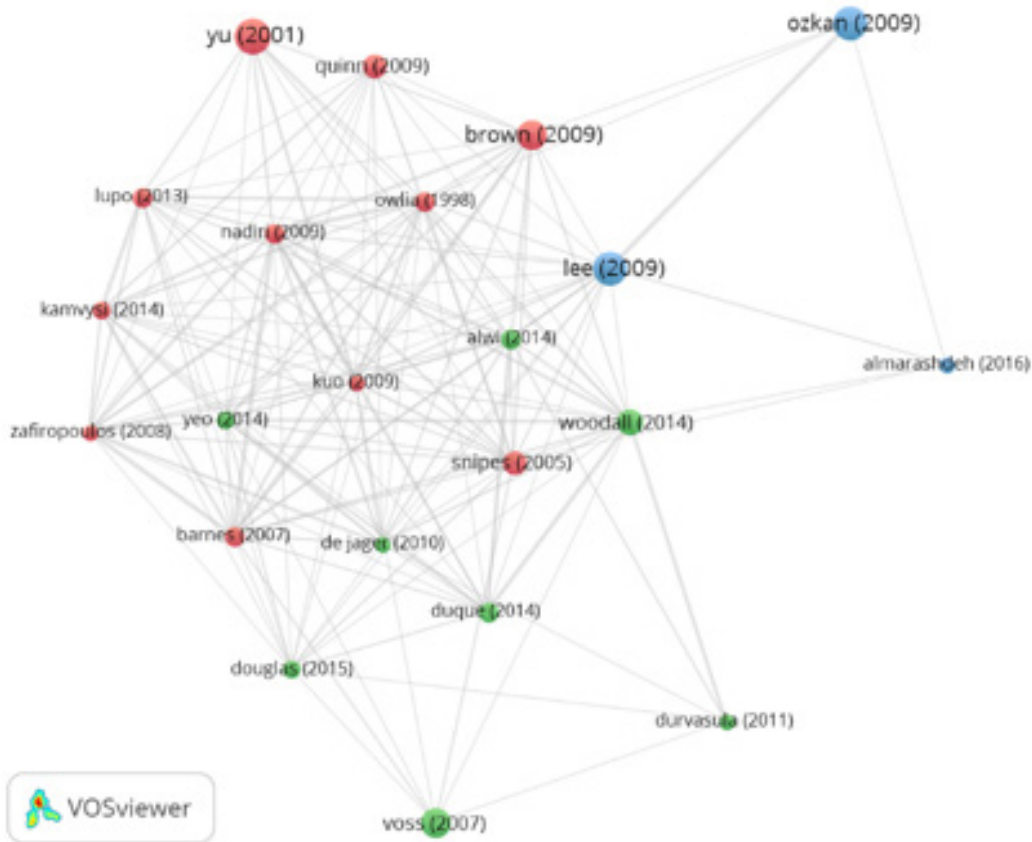 ozkan (2009)
yu (2001)
quinn (2009)
brown (2009)
lupo (2013)
owlia (1998)
nadiri (2009)
lee (2009)
kamvysi (2014)
alwi (2014)
almarashdeh (2016)
kuo (2009)
yeo (2014)
woodall (2014)
zafiropoulos (2008)
snipes (2005)
barnes (2007)
de jager (2010)
duque (2014)
douglas (2015)
durvasula (2011)
VOSviewer
voss (2007)